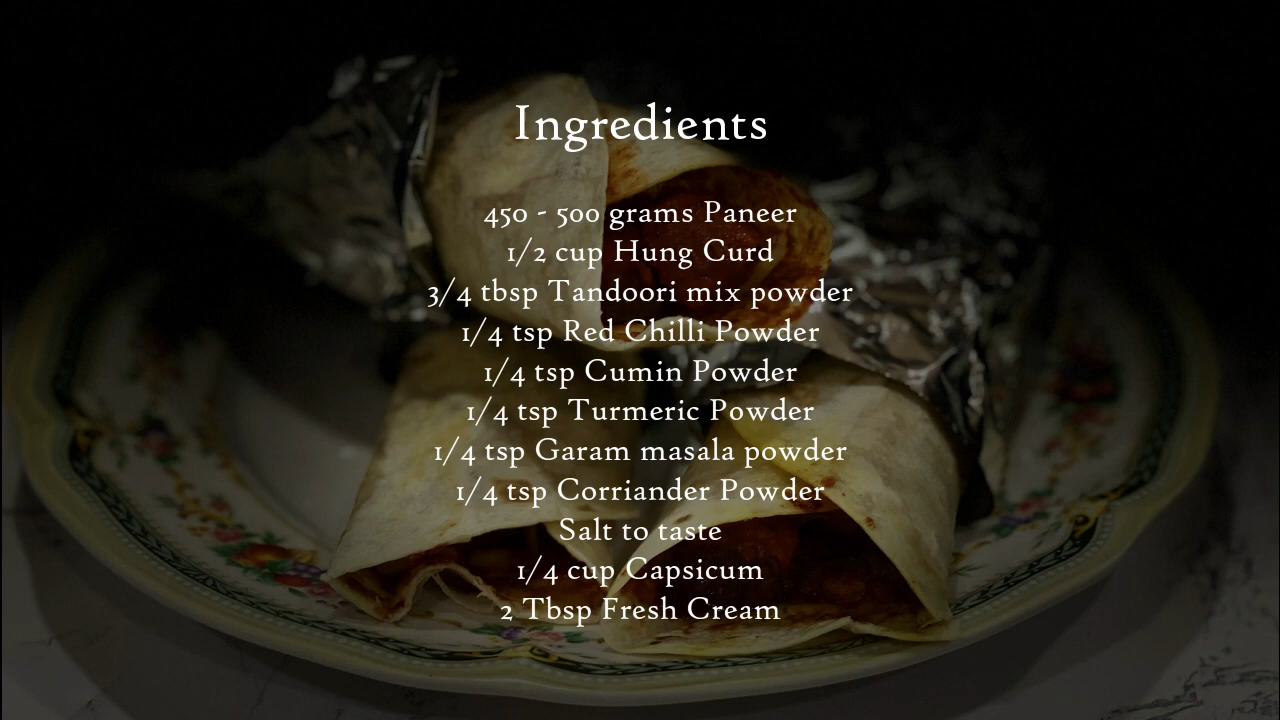 Ingredients
450 - 500 grams Paneer
1/2 cup Hung Curd
3/4 tbsp Tandoori mix powder
1/4 tsp Red Chilli Powder
1/4 tsp Cumin Powder
1/4 tsp Turmeric Powder
1/4 tsp Garam masala powder
1/4 tsp Corriander Powder
Salt to taste
1/4 cup Capsicum
2 Tbsp Fresh Cream